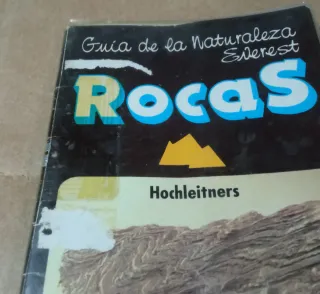 Guía de la Naturaleza
Everest
RocaS
Hochleitners